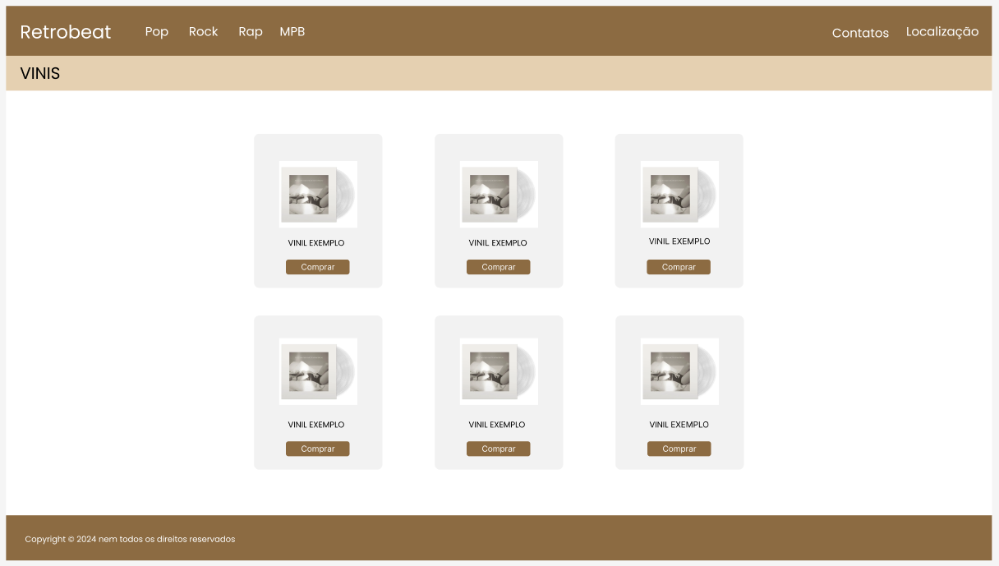 Retrobeat Pop Rock Rap MPB Contatos Localização
VINIS
VINIL EXEMPLO VINIL EXEMPLO VINIL EXEMPLO
Comprar Comprar Comprar
VINIL EXEMPLO VINIL EXEMPLO VINIL EXEMPLO
Comprar Comprar Comprar
Copyright © 2024 nem todos os direitos reservados